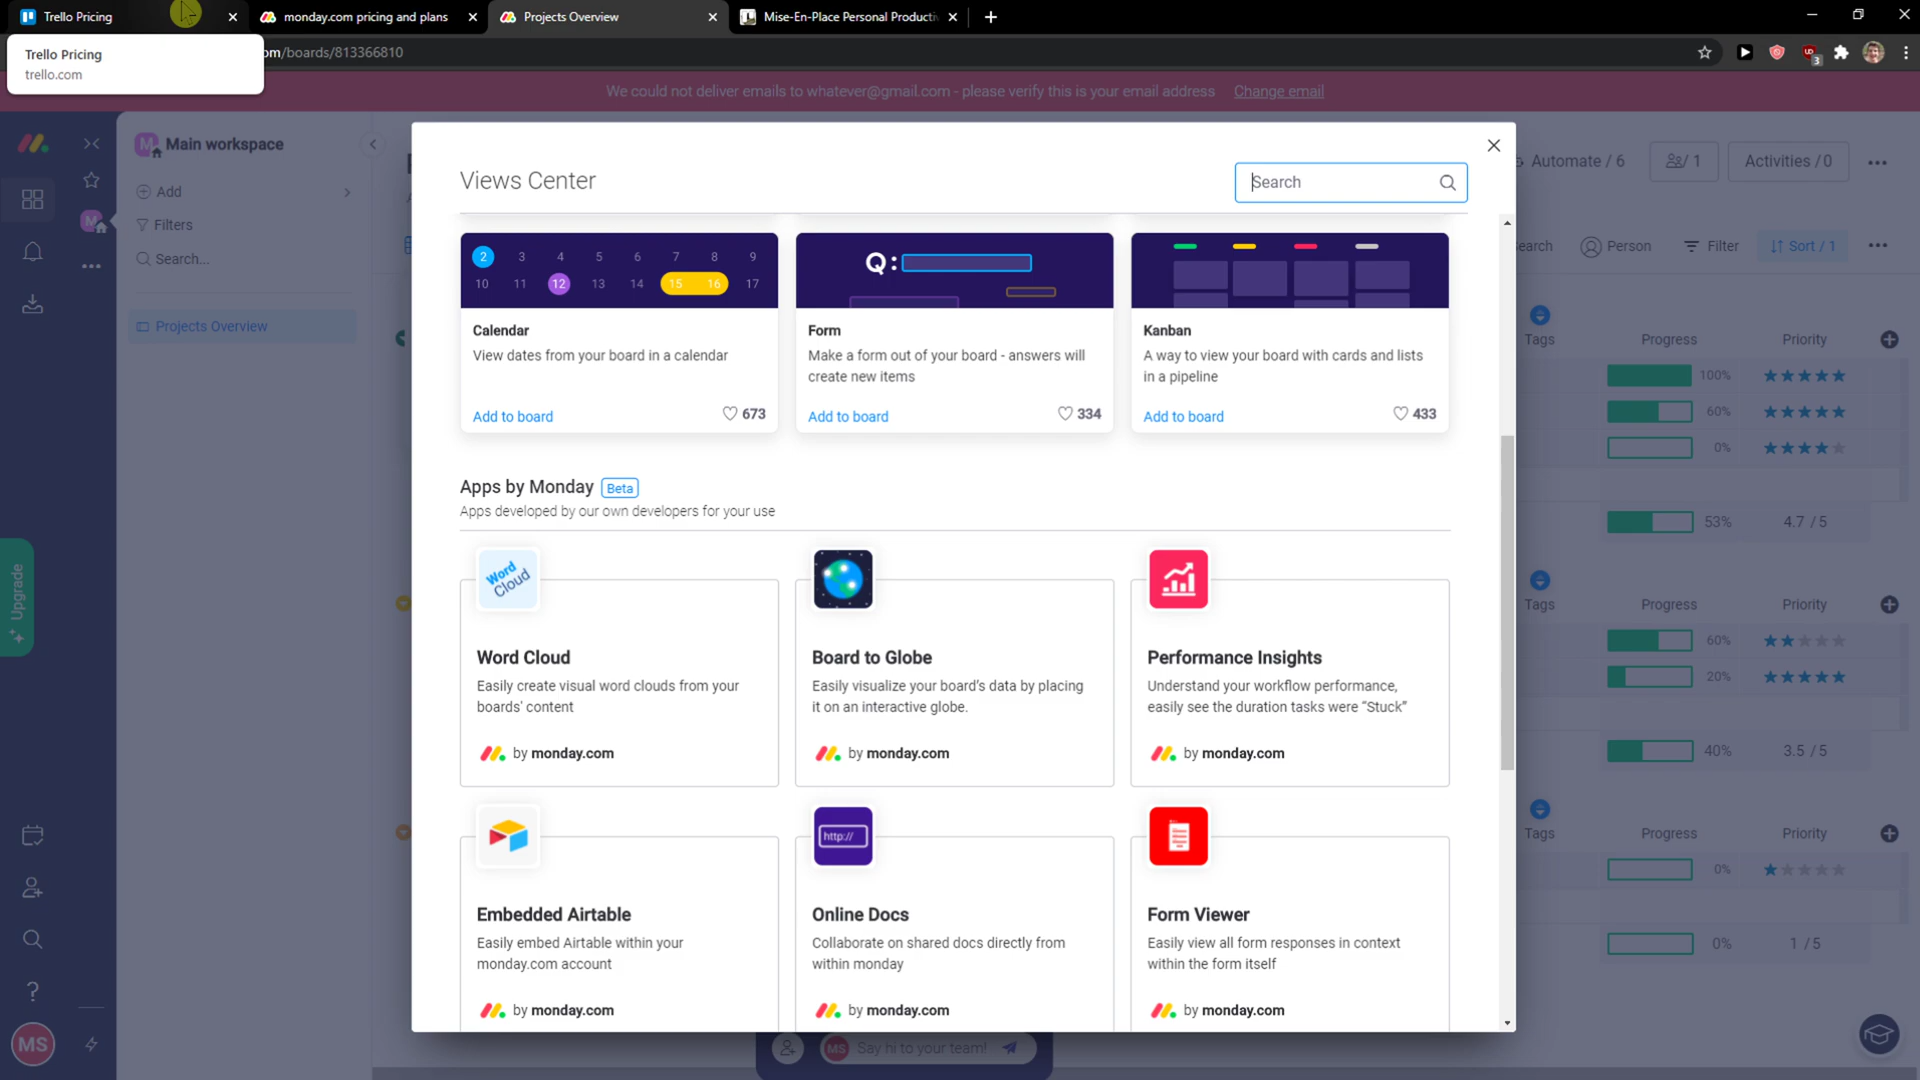 Trello Pricing
monday.com pricing and plans
Projects Overview
Mise-En-Place Personal Producti
Trello Pricing
trello.com
om/boards/813366810
3
We could not deliver emails to whatever@gmail.com - please verify this is your email address Change email
Main workspace
Add
Filters
Search...
Projects Overview
Upgrade
MS
Views Center
Search
Automate / 6
/ 1
Activities / 0
earch
Person
Filter
Sort / 1
2 3 4 5 6 7 8 9
10 11 12 13 14 15 16 17
Q:
Calendar
View dates from your board in a calendar
Add to board
673
Form
Make a form out of your board - answers will
create new items
Add to board
334
Kanban
A way to view your board with cards and lists
in a pipeline
Add to board
433
Apps by Monday Beta
Apps developed by our own developers for your use
Word Cloud
Word Cloud
Easily create visual word clouds from your
boards' content
by monday.com
Board to Globe
Easily visualize your board's data by placing
it on an interactive globe.
by monday.com
Performance Insights
Understand your workflow performance,
easily see the duration tasks were “Stuck”
by monday.com
Embedded Airtable
Easily embed Airtable within your
monday.com account
by monday.com
http://
Online Docs
Collaborate on shared docs directly from
within monday
by monday.com
Form Viewer
Easily view all form responses in context
within the form itself
by monday.com
Tags Progress Priority
100%
60%
0%
53% 4.7 / 5
Tags Progress Priority
60%
20%
40% 3.5 / 5
Tags Progress Priority
0%
0% 1 / 5
MS Say hi to your team!